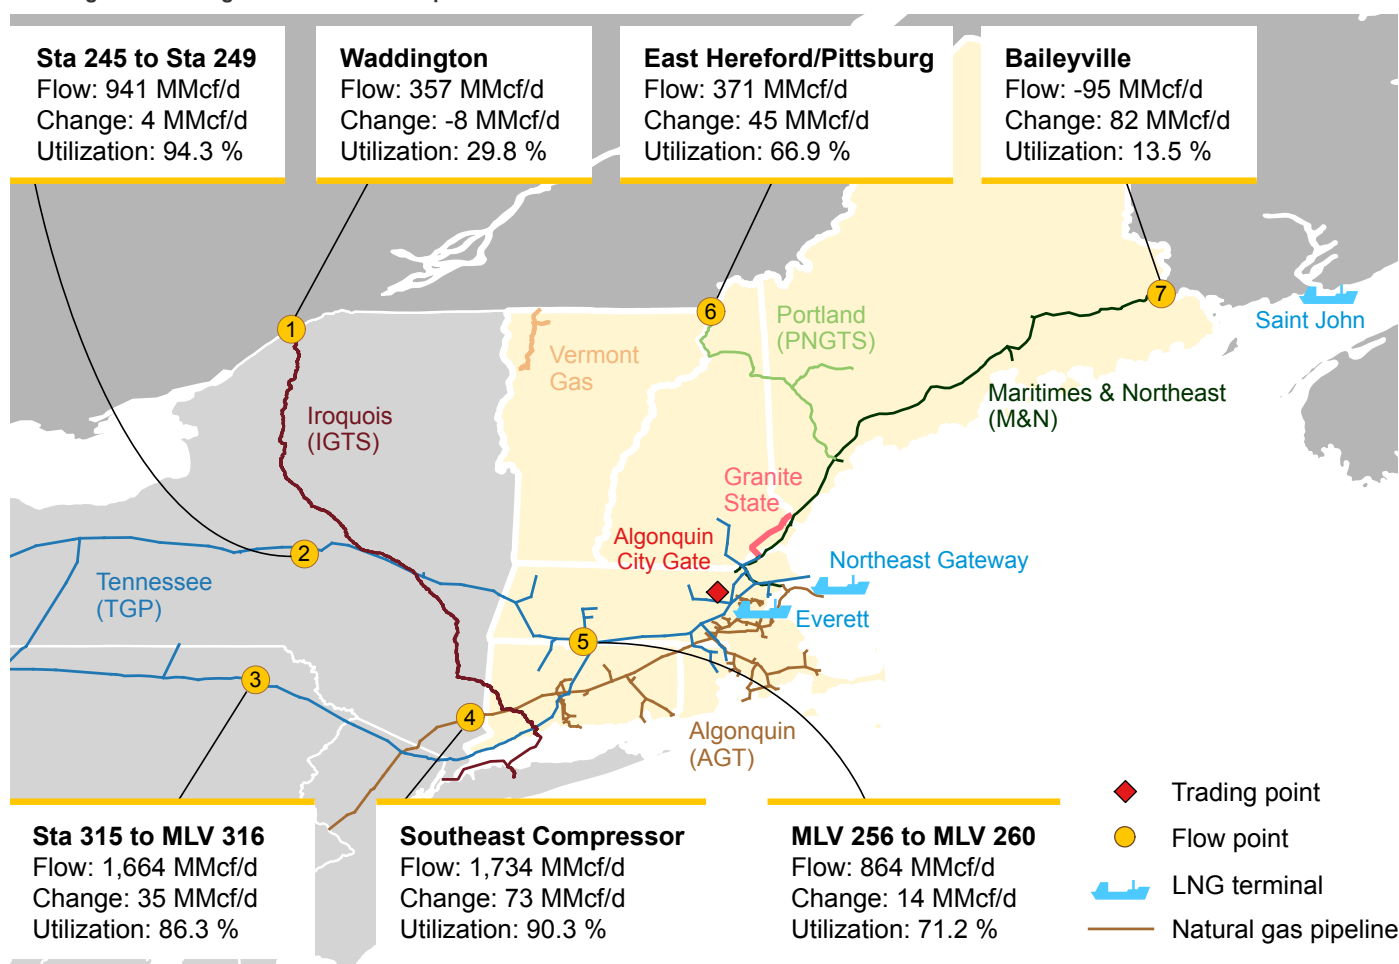 Sta 245 to Sta 249
Flow: 941 MMcf/d
Change: 4 MMcf/d
Utilization: 94.3 %
Waddington
Flow: 357 MMcf/d
Change: -8 MMcf/d
Utilization: 29.8 %
East Hereford/Pittsburg
Flow: 371 MMcf/d
Change: 45 MMcf/d
Utilization: 66.9 %
Baileyville
Flow: -95 MMcf/d
Change: 82 MMcf/d
Utilization: 13.5 %
7
6
1
Saint John
Portland
(PNGTS)
Vermont
Gas
Maritimes & Northeast
(M&N)
Iroquois
(IGTS)
Granite
State
Algonquin
City Gate
2
Northeast Gateway
Tennessee
(TGP)
Everett
5
3
4
Algonquin
(AGT)
Sta 315 to MLV 316
Flow: 1,664 MMcf/d
Change: 35 MMcf/d
Utilization: 86.3 %
Southeast Compressor
Flow: 1,734 MMcf/d
Change: 73 MMcf/d
Utilization: 90.3 %
MLV 256 to MLV 260
Flow: 864 MMcf/d
Change: 14 MMcf/d
Utilization: 71.2 %
Trading point
Flow point
LNG terminal
Natural gas pipeline